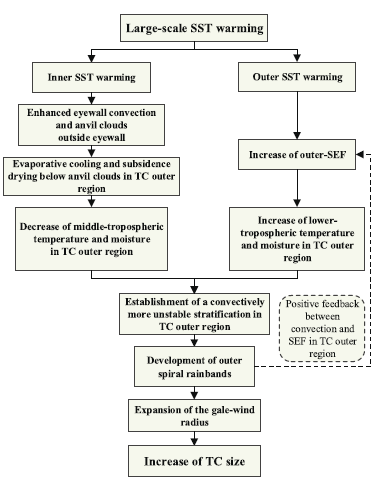 Large-scale SST warming
Inner SST warming
Outer SST warming
Enhanced eyewall convection
and anvil clouds
outside eyewall
Evaporative cooling and subsidence
drying below anvil clouds in TC outer
region
Increase of outer-SEF
Decrease of middle-tropospheric
temperature and moisture
in TC outer region
Increase of lower-
tropospheric temperature
and moisture in TC outer
region
Establishment of a convectively
more unstable stratification in
TC outer region
Positive feedback
between
convection and
SEF in TC outer
region
Development of outer
spiral rainbands
Expansion of the gale-wind
radius
Increase of TC size